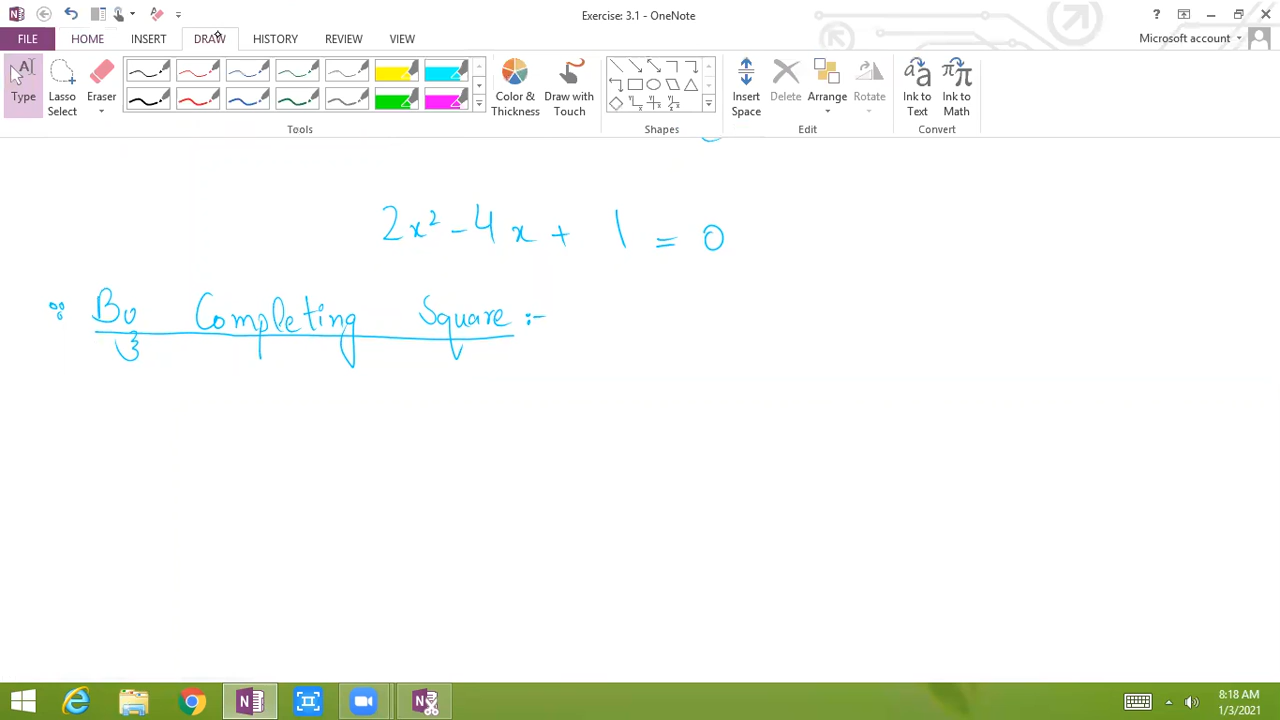 Exercise: 3.1 - OneNote
?
FILE HOME INSERT DRAW HISTORY REVIEW VIEW
Microsoft account
Type
Lasso Select
Eraser
Color & Thickness
Draw with Touch
Insert Space
Delete
Arrange
Rotate
Ink to Text
Ink to Math
Tools
Shapes
Edit
Convert
2x² - 4x + 1 = 0
By Completing Square :-
8:18 AM
1/3/2021